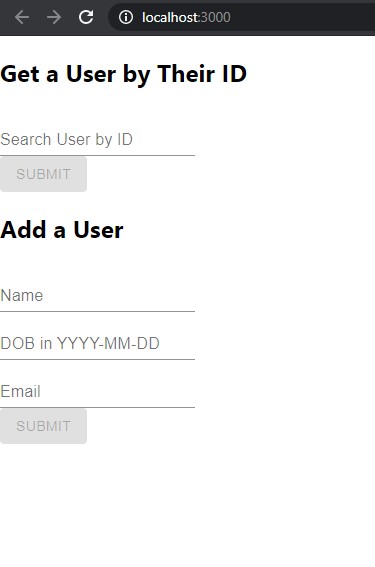 localhost:3000
Get a User by Their ID
Search User by ID
SUBMIT
Add a User
Name
DOB in YYYY-MM-DD
Email
SUBMIT